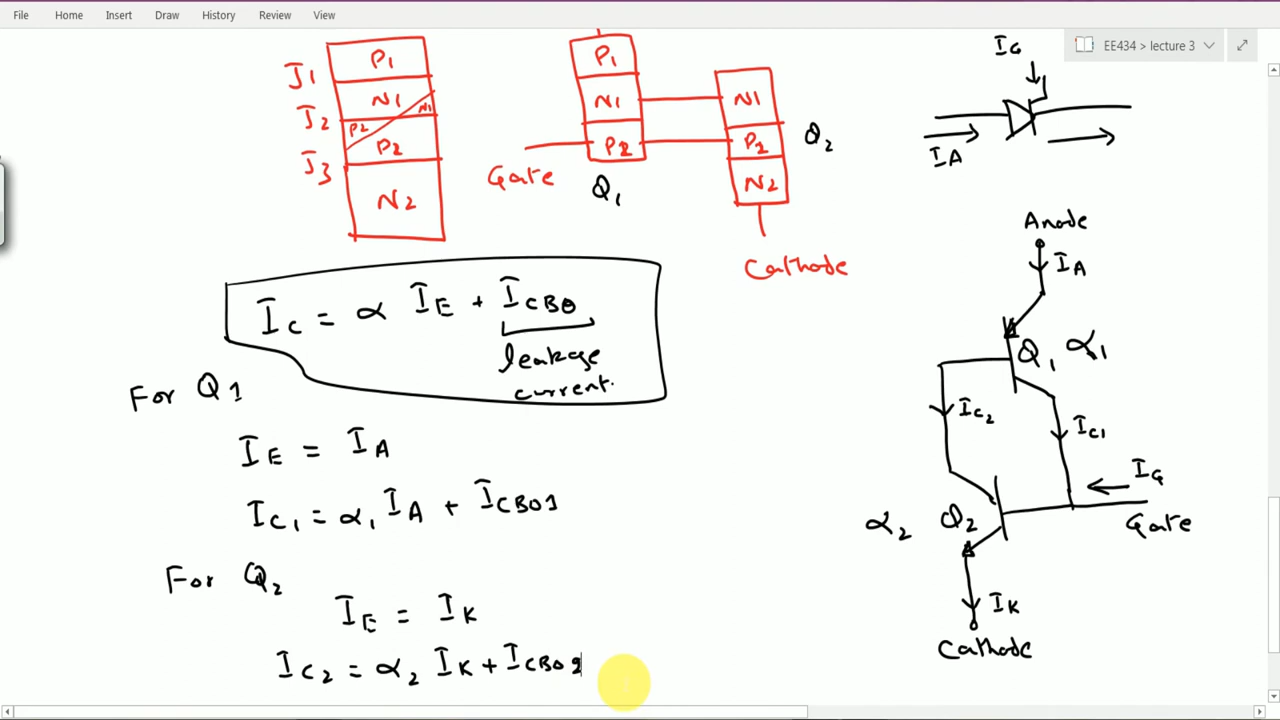 File Home Insert Draw History Review View
EE434 > lecture 3
J1
J2
J3
P1
N1
P2
N1
P2
N2
P1
N1
P2
Gate
Q1
N1
P2
N2
Q2
Cathode
IG
IA
IC = α IE + ICBO
leakage
current.
For Q1
IE = IA
IC1 = α1 IA + ICBO1
For Q2
IE = IK
IC2 = α2 IK + ICBO2
Anode
IA
Q1 α1
IC2
IC1
IG
Gate
α2 Q2
IK
Cathode